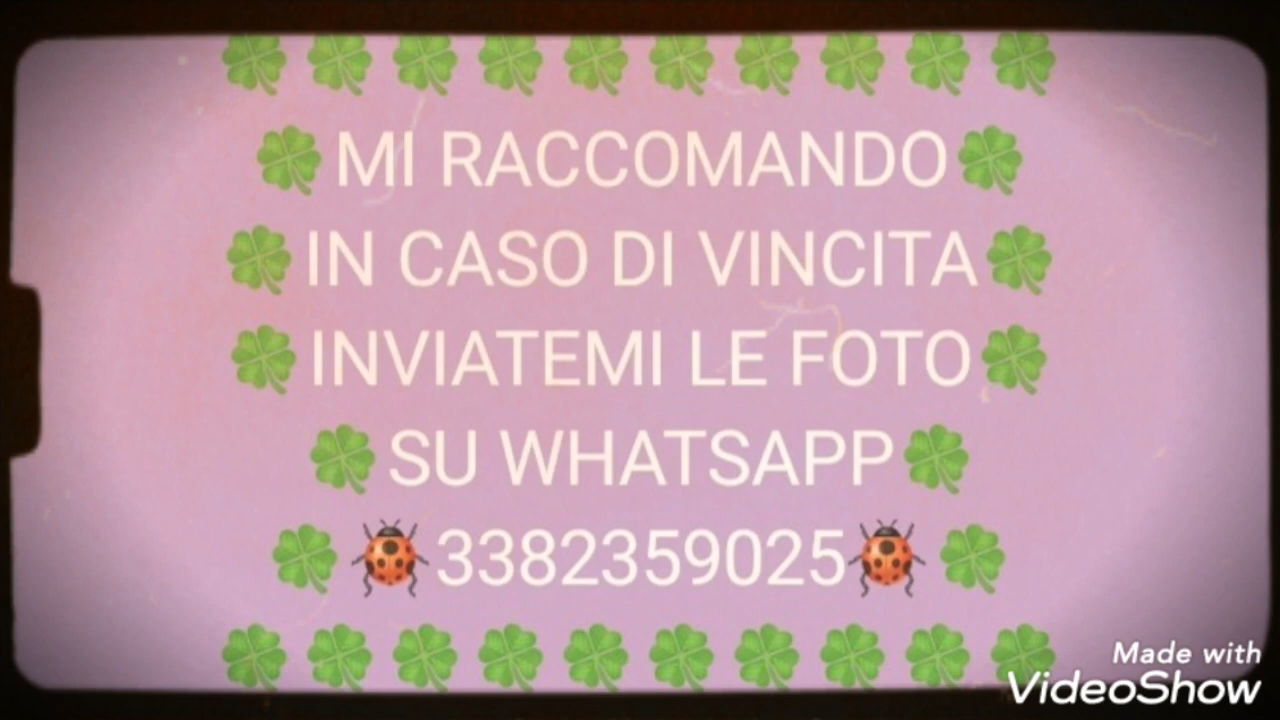 🍀🍀🍀🍀🍀🍀🍀🍀🍀🍀
🍀MI RACCOMANDO🍀
🍀IN CASO DI VINCITA🍀
🍀INVIATEMI LE FOTO🍀
🍀SU WHATSAPP🍀
🍀🐞3382359025🐞🍀
🍀🍀🍀🍀🍀🍀🍀🍀🍀🍀
Made with
VideoShow